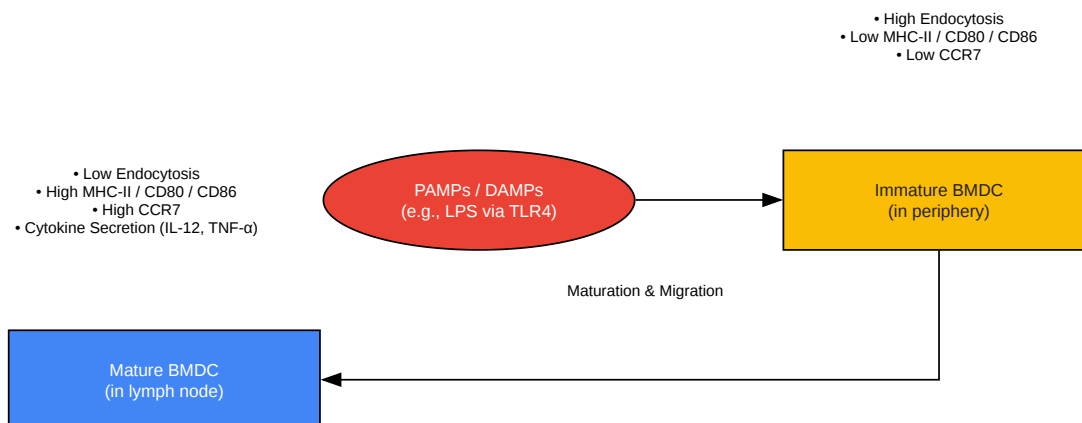 • High Endocytosis
• Low MHC-II / CD80 / CD86
• Low CCR7
• Low Endocytosis
• High MHC-II / CD80 / CD86
• High CCR7
• Cytokine Secretion (IL-12, TNF-α)
PAMPs / DAMPs
(e.g., LPS via TLR4)
Immature BMDC
(in periphery)
Maturation & Migration
Mature BMDC
(in lymph node)